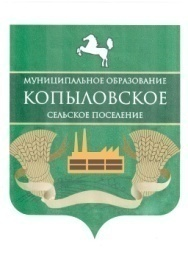 МУНИЦИПАЛЬНОЕ ОБРАЗОВАНИЕ
КОПЫЛОВСКОЕ
СЕЛЬСКОЕ ПОСЕЛЕНИЕ